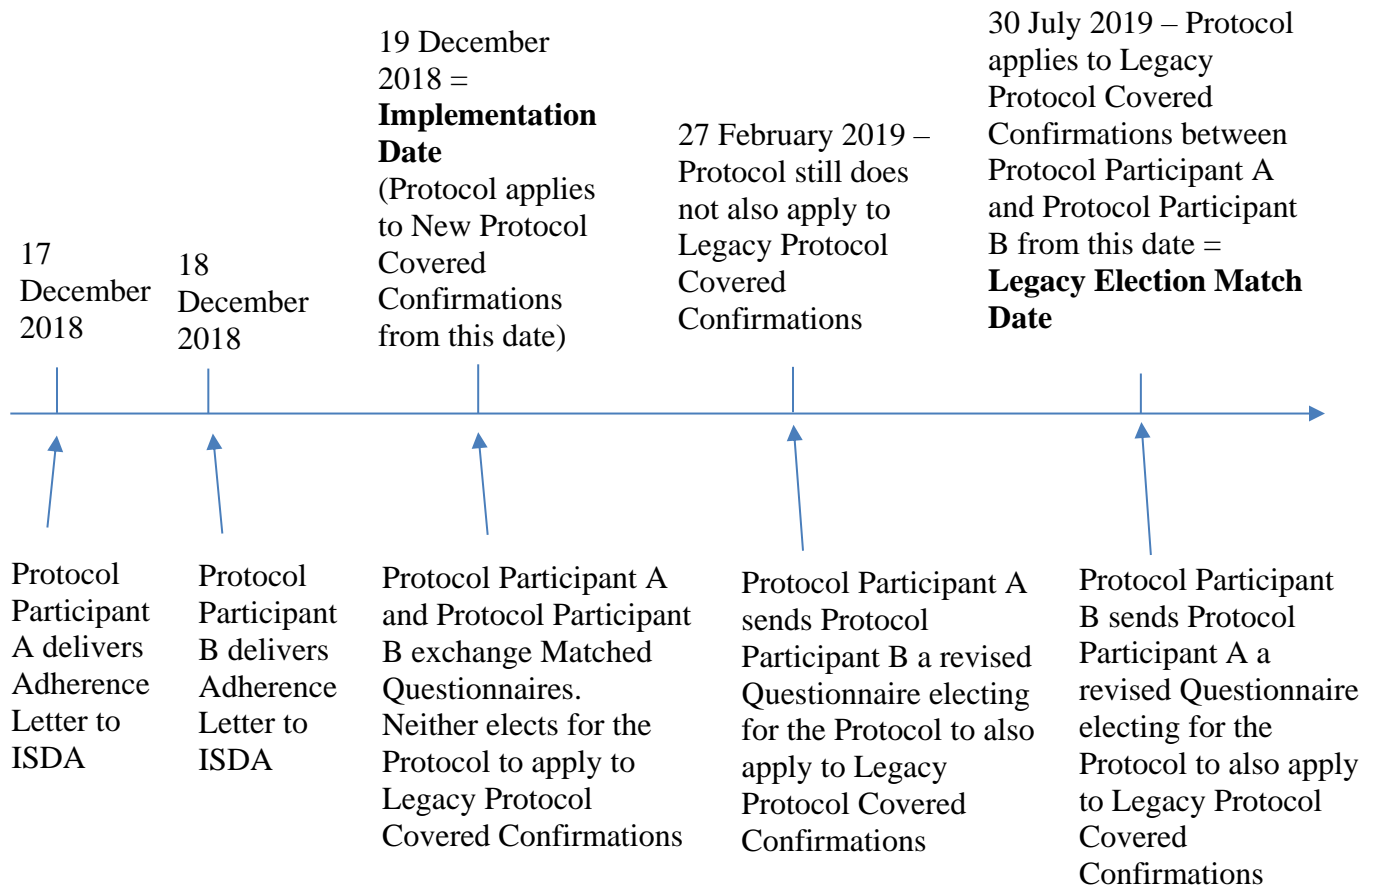 17
December
2018
18
December
2018
19 December
2018 =
Implementation
Date
(Protocol applies
to New Protocol
Covered
Confirmations
from this date)
27 February 2019 –
Protocol still does
not also apply to
Legacy Protocol
Covered
Confirmations
30 July 2019 – Protocol
applies to Legacy
Protocol Covered
Confirmations between
Protocol Participant A
and Protocol Participant
B from this date =
Legacy Election Match
Date
Protocol
Participant
A delivers
Adherence
Letter to
ISDA
Protocol
Participant
B delivers
Adherence
Letter to
ISDA
Protocol Participant A
and Protocol Participant
B exchange Matched
Questionnaires.
Neither elects for the
Protocol to apply to
Legacy Protocol
Covered Confirmations
Protocol Participant A
sends Protocol
Participant B a revised
Questionnaire electing
for the Protocol to also
apply to Legacy
Protocol Covered
Confirmations
Protocol Participant
B sends Protocol
Participant A a
revised Questionnaire
electing for the
Protocol to also apply
to Legacy Protocol
Covered
Confirmations